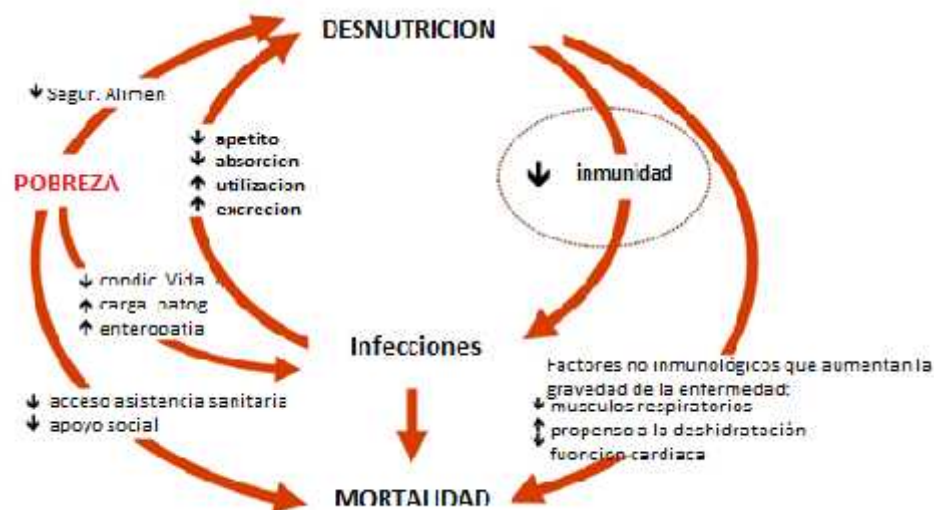 DESNUTRICION
↓ Segur. Alimen
↓ apetito
↓ absorcion
↑ utilizacion
↑ excrecion
↓ inmunidad
POBREZA
↓ condic. Vida
↑ carga patog
↑ enteropatia
Infecciones
Factores no inmunológicos que aumentan la
gravedad de la enfermedad:
↓ musculos respiratorios
↑ propenso a la deshidratación
↓ fuorcion cardiaca
↓ acceso asistencia sanitaria
↓ apoyo social
MORTALIDAD